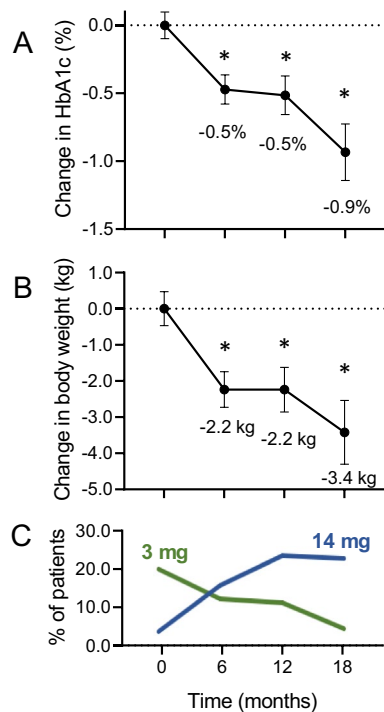 A
Change in HbA1c (%)
0.0
-0.5
-1.0
-1.5
*
*
*
-0.5%
-0.5%
-0.9%
B
Change in body weight (kg)
1.0
0.0
-1.0
-2.0
-3.0
-4.0
-5.0
*
*
*
-2.2 kg
-2.2 kg
-3.4 kg
C
% of patients
30.0
20.0
10.0
0.0
3 mg
14 mg
0 6 12 18
Time (months)